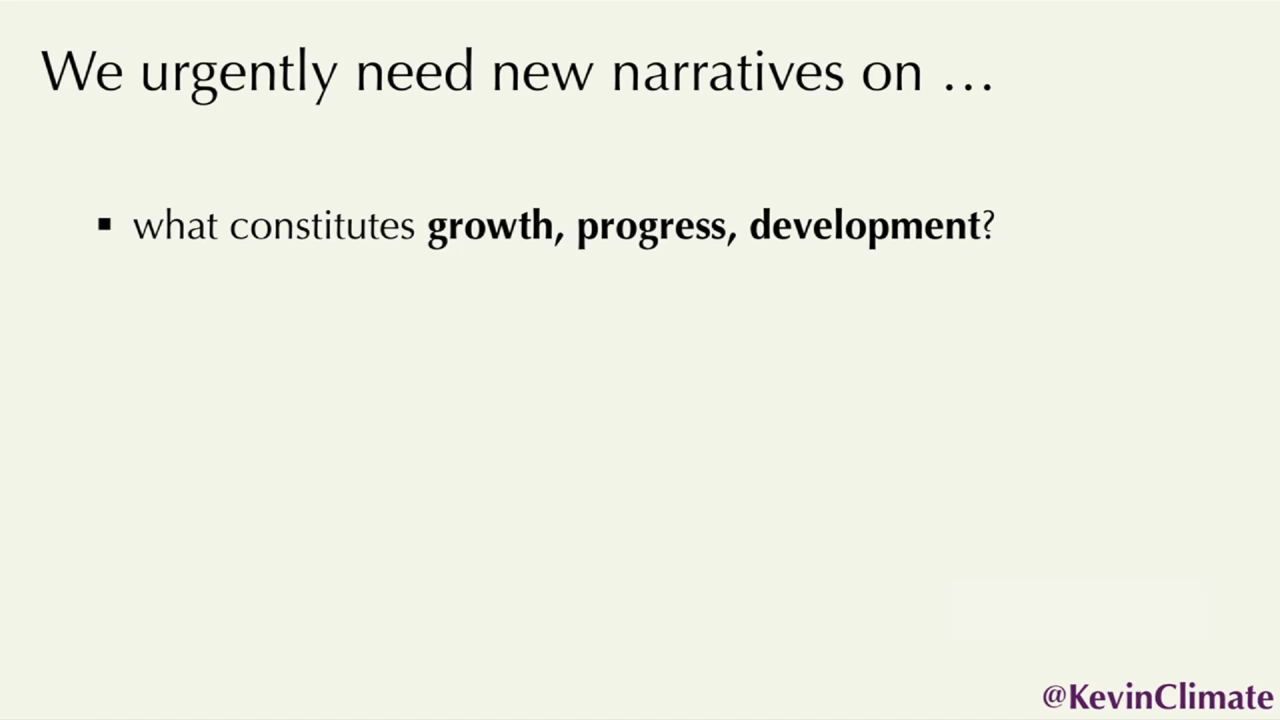 We urgently need new narratives on …
▪ what constitutes growth, progress, development?
@KevinClimate